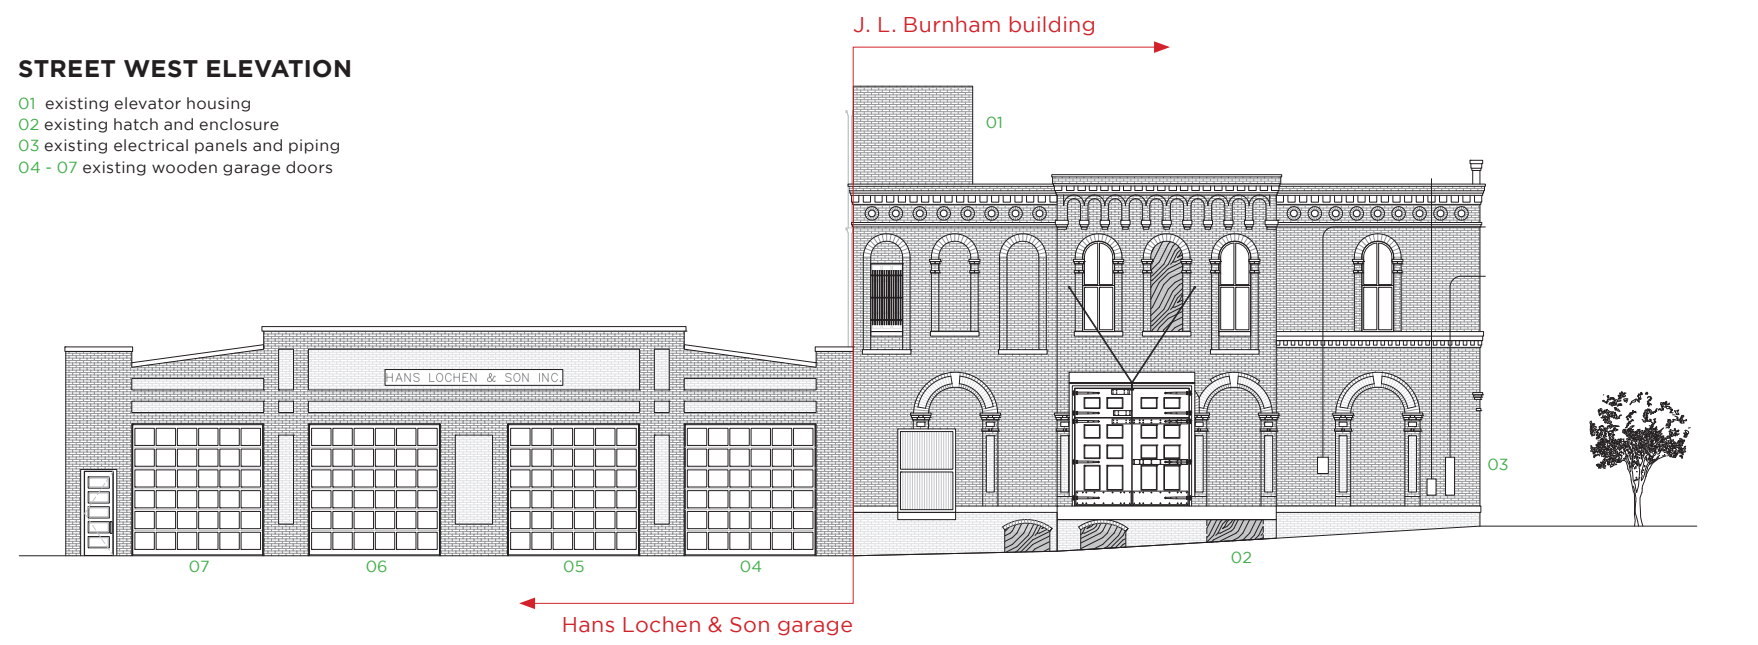 J. L. Burnham building
STREET WEST ELEVATION
01 existing elevator housing
02 existing hatch and enclosure
03 existing electrical panels and piping
04 - 07 existing wooden garage doors
01
HANS LOCHEN & SON INC.
03
07
06
05
04
02
Hans Lochen & Son garage